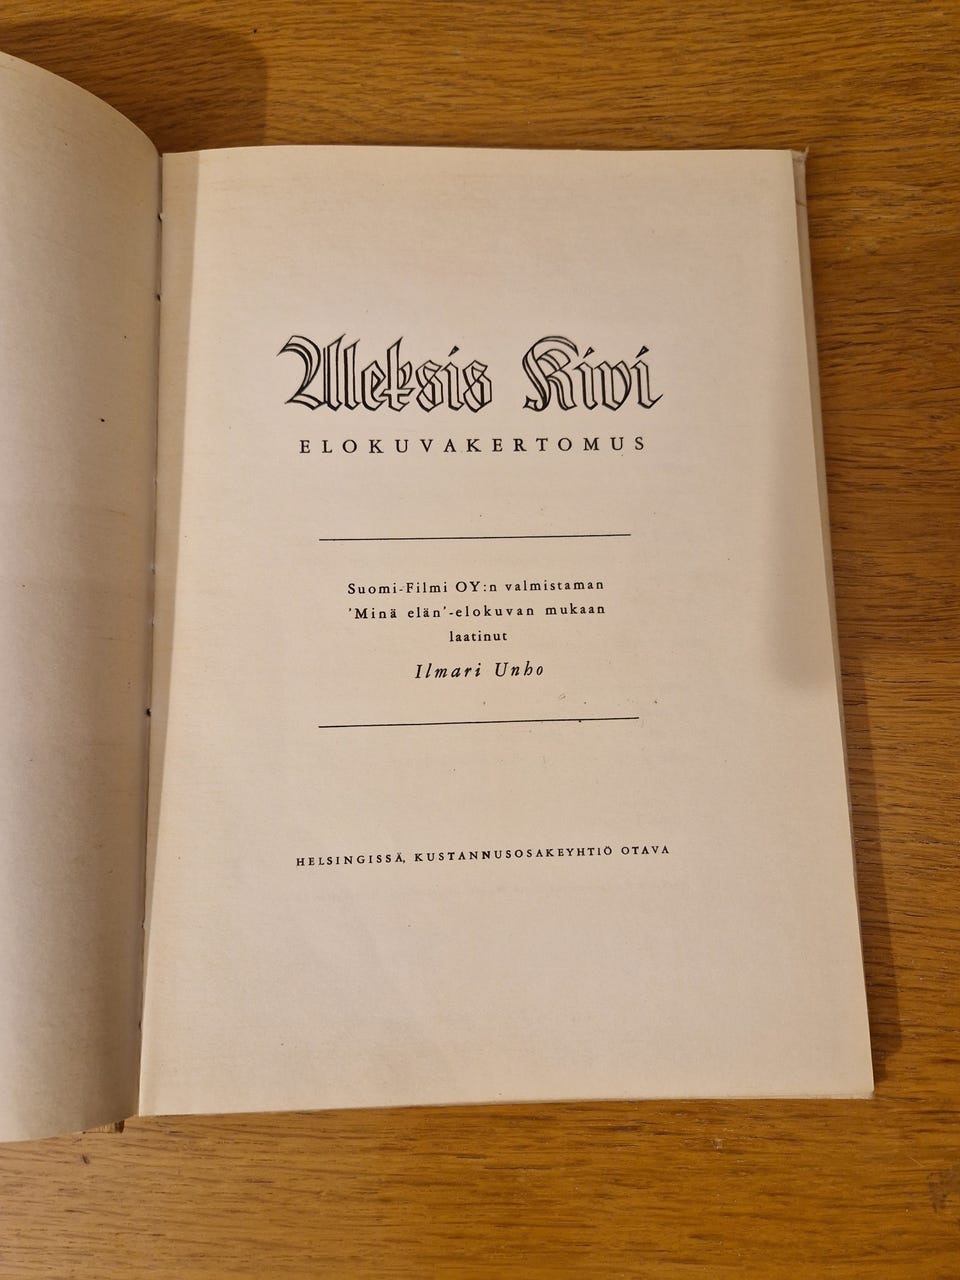 Aleksis Kivi
ELOKUVAKERTOMUS
Suomi-Filmi OY:n valmistaman
'Minä elän'-elokuvan mukaan
laatinut
Ilmari Unho
HELSINGISSÄ, KUSTANNUSOSAKEYHTIÖ OTAVA